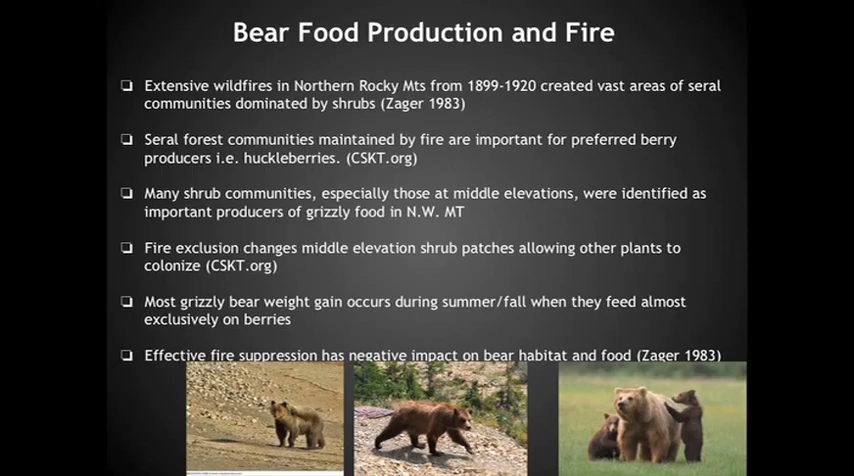 Bear Food Production and Fire
Extensive wildfires in Northern Rocky Mts from 1899-1920 created vast areas of seral
communities dominated by shrubs (Zager 1983)
Seral forest communities maintained by fire are important for preferred berry
producers i.e. huckleberries. (CSKT.org)
Many shrub communities, especially those at middle elevations, were identified as
important producers of grizzly food in N.W. MT
Fire exclusion changes middle elevation shrub patches allowing other plants to
colonize (CSKT.org)
Most grizzly bear weight gain occurs during summer/fall when they feed almost
exclusively on berries
Effective fire suppression has negative impact on bear habitat and food (Zager 1983)